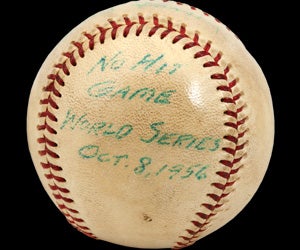 No Hit
GAME
WORLD SERIES
OCT. 8, 1956